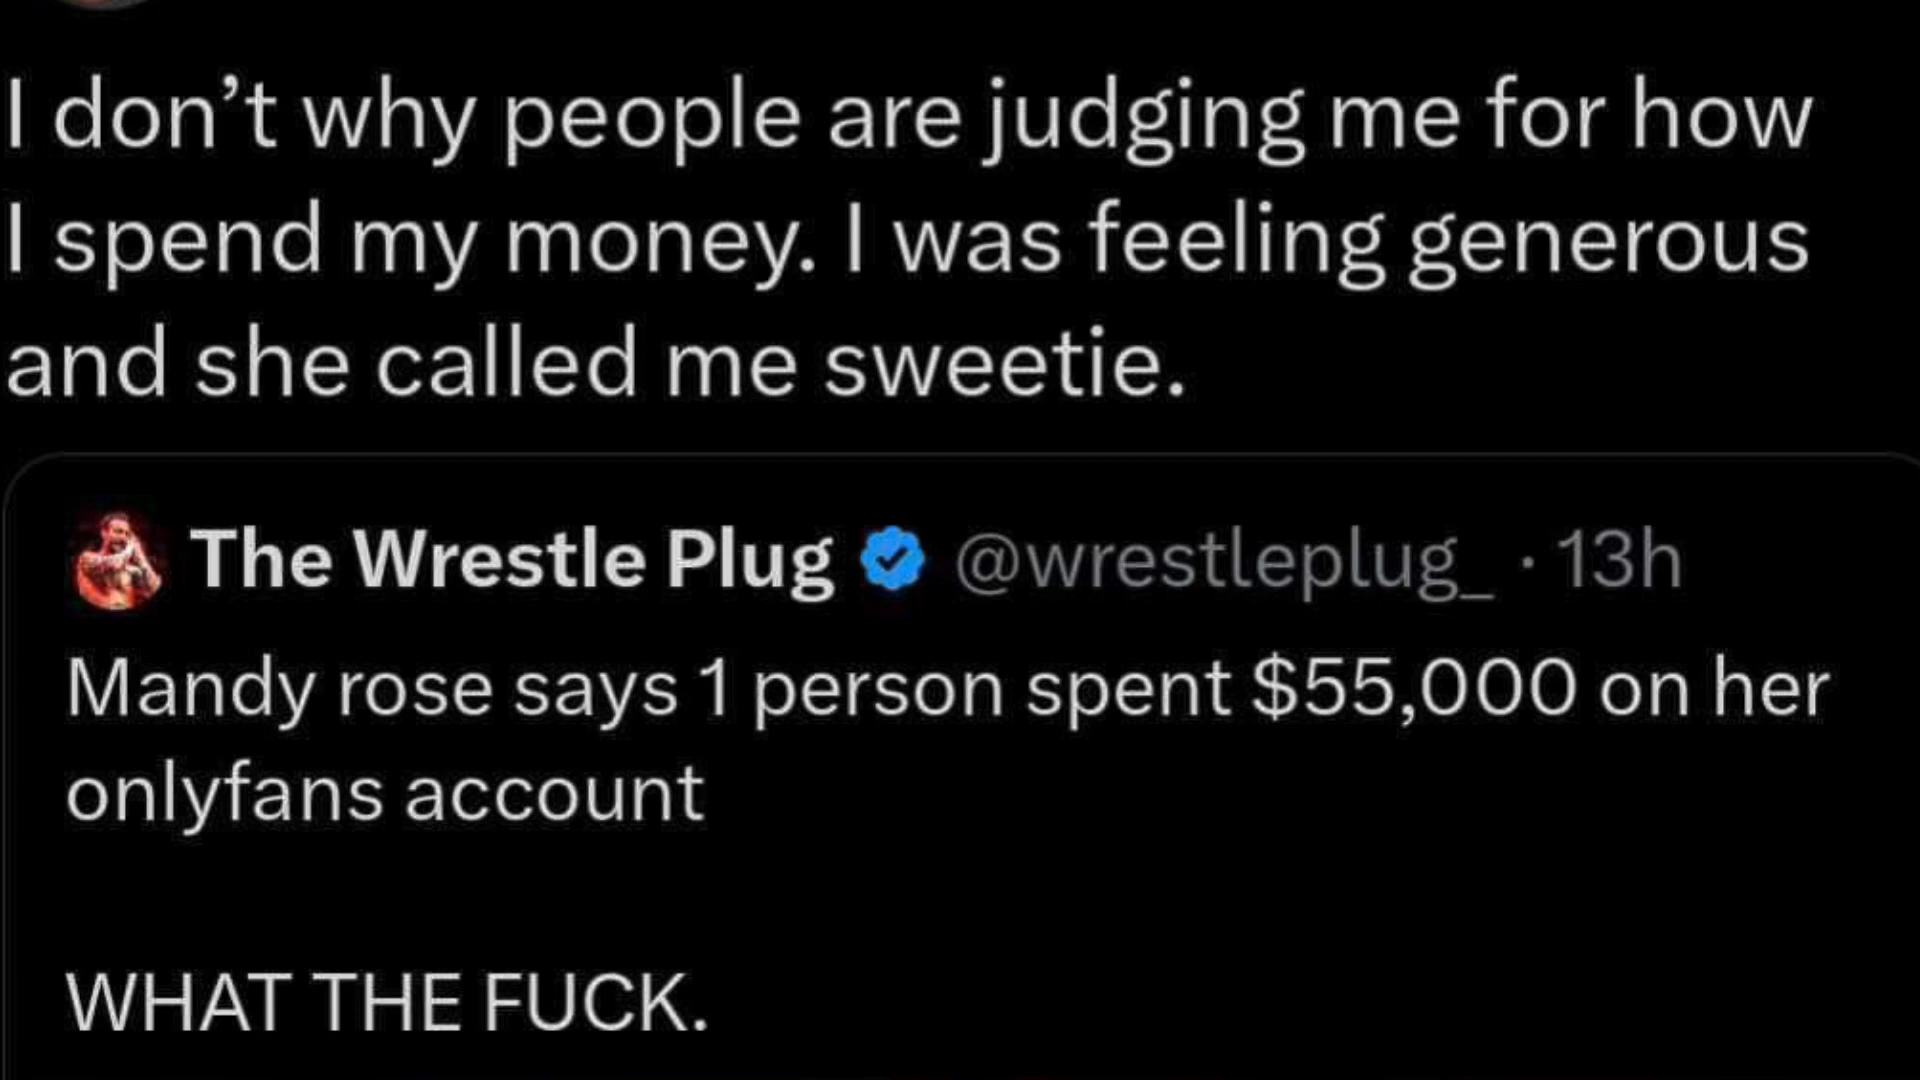 I don’t why people are judging me for how
I spend my money. I was feeling generous
and she called me sweetie.
The Wrestle Plug @wrestleplug_ · 13h
Mandy rose says 1 person spent $55,000 on her
onlyfans account
WHAT THE FUCK.